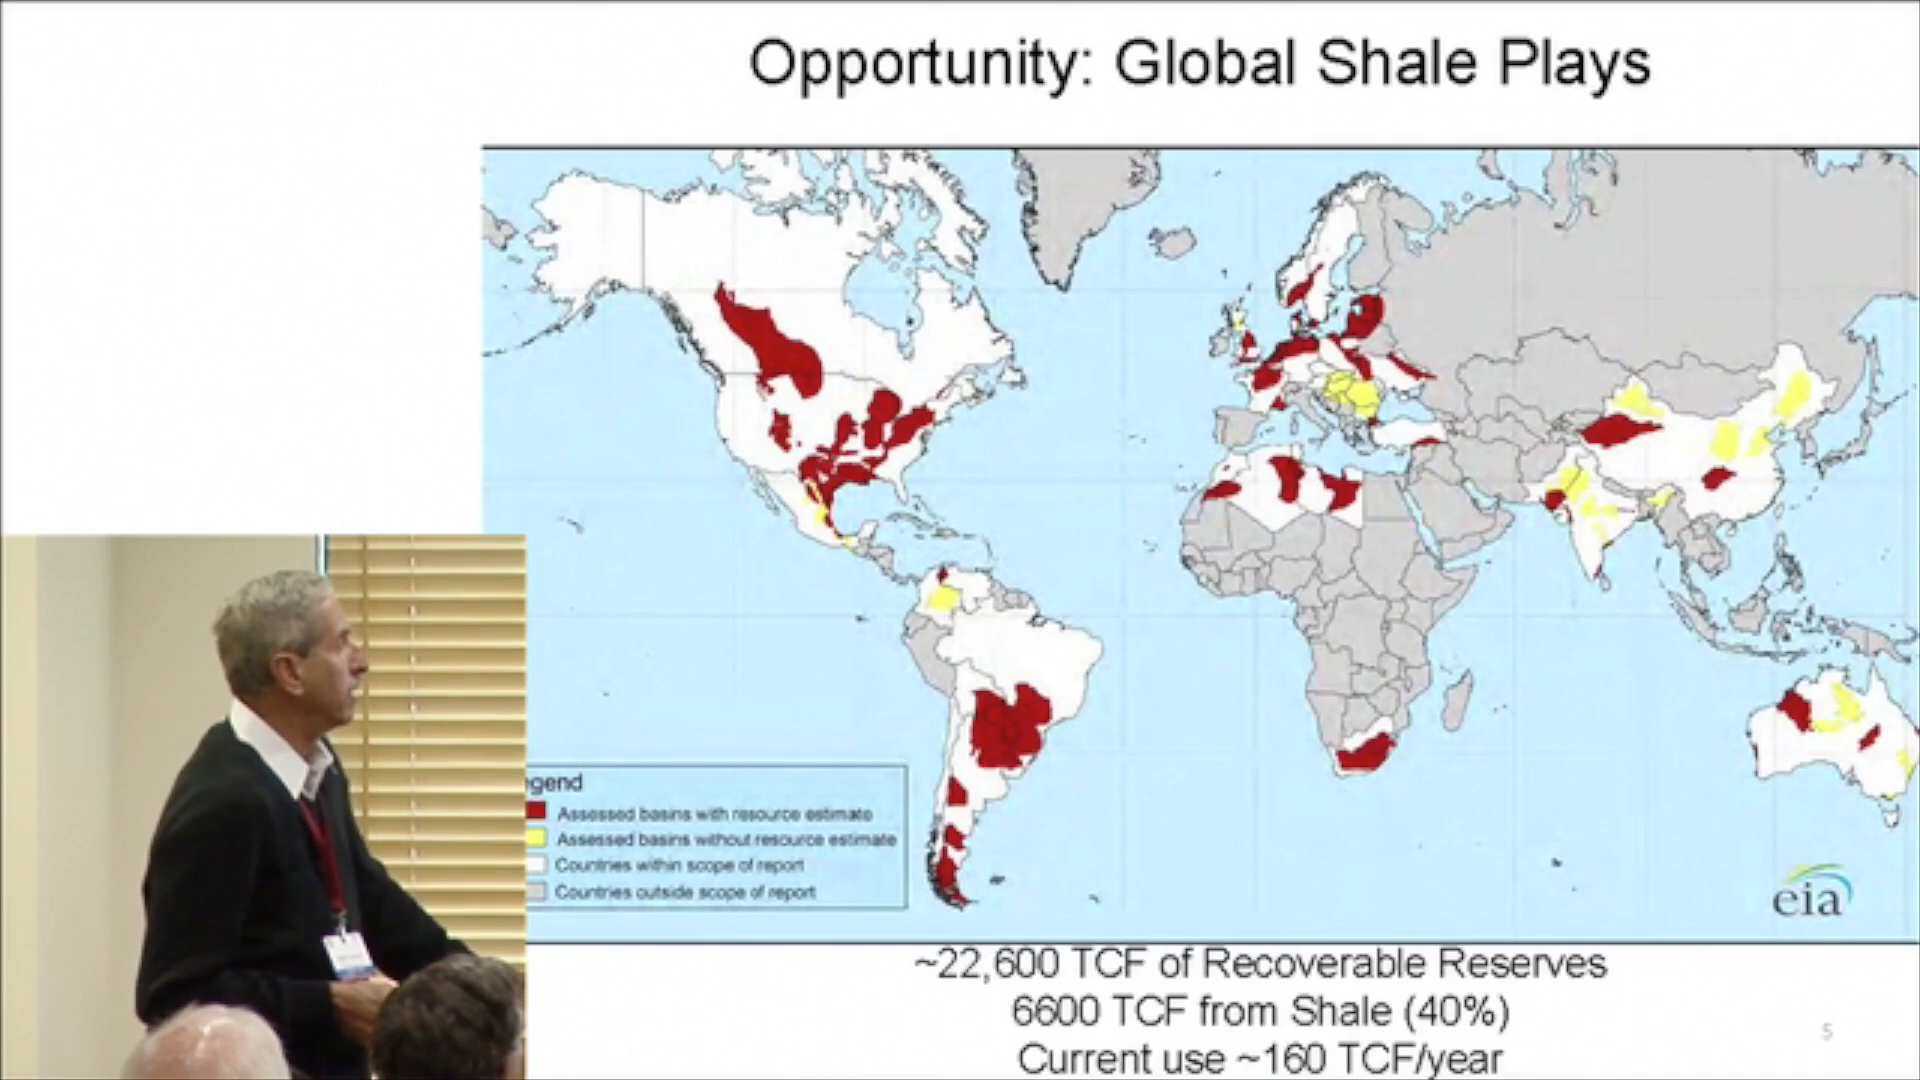 Opportunity: Global Shale Plays
gend
Assessed basins with resource estimate
Assessed basins without resource estimate
Countries within scope of report
Countries outside scope of report
eia
~22,600 TCF of Recoverable Reserves
6600 TCF from Shale (40%)
Current use ~160 TCF/year
5